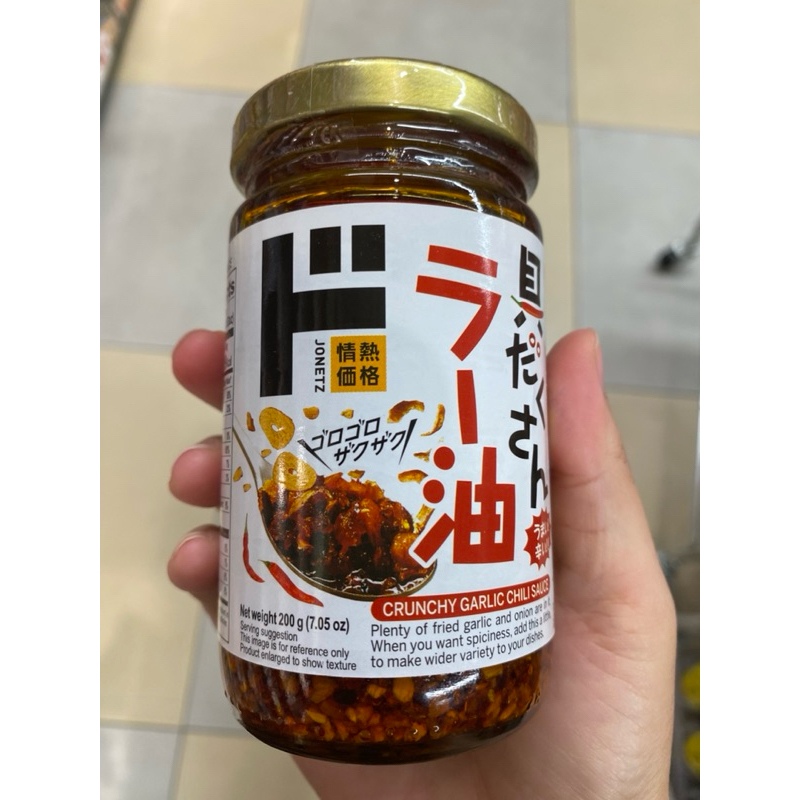 ド
JONETZ
情熱
価格
具だくさん
ラー油
ゴロゴロ
ザクザク
CRUNCHY GARLIC CHILI SAUCE
Plenty of fried garlic and onion are in
When you want spiciness, add this a little
to make wider variety to your dishes.
Net weight 200 g (7.05 oz)
Serving suggestion
This image is for reference only
Product enlarged to show texture